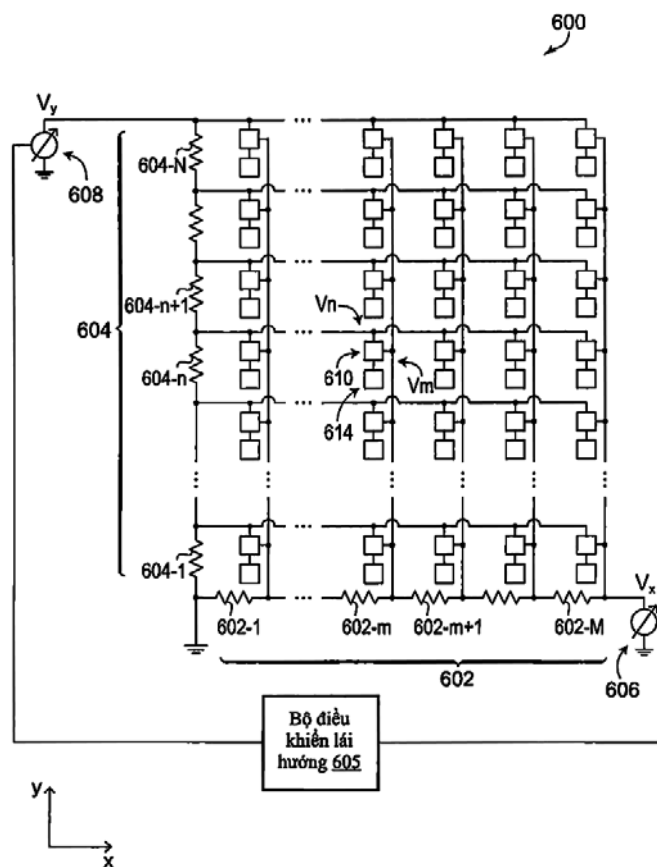 600
Vy
608
604-N
604-n+1
604
Vn
604-n
610
Vm
614
604-1
Vx
602-1
602-m
602-m+1
602-M
606
602
Bộ điều
khiển lái
hướng 605
y
x